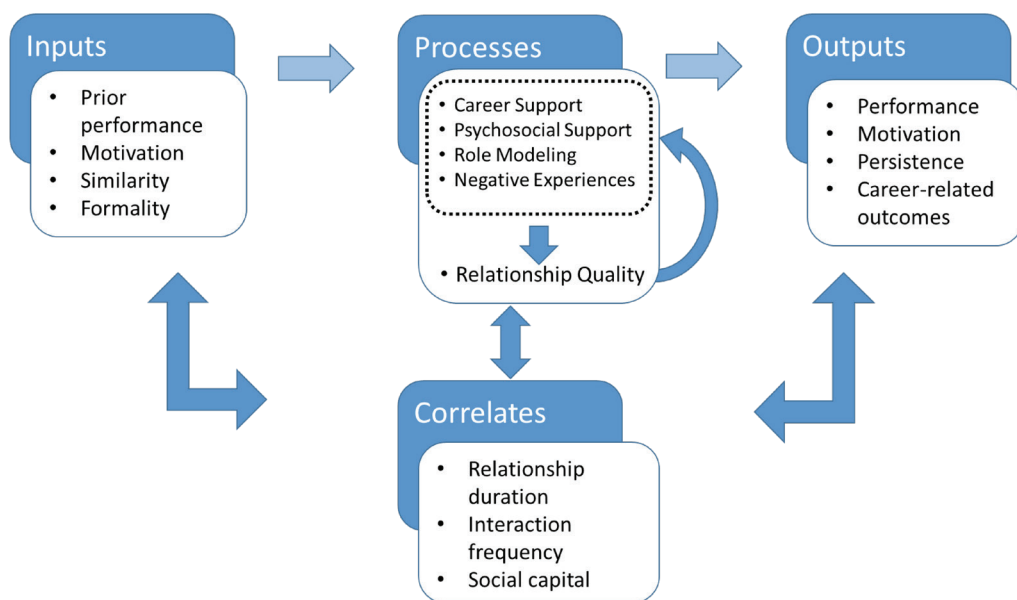 Inputs
• Prior
performance
• Motivation
• Similarity
• Formality
Processes
• Career Support
• Psychosocial Support
• Role Modeling
• Negative Experiences
• Relationship Quality
Outputs
• Performance
• Motivation
• Persistence
• Career-related
outcomes
Correlates
• Relationship
duration
• Interaction
frequency
• Social capital